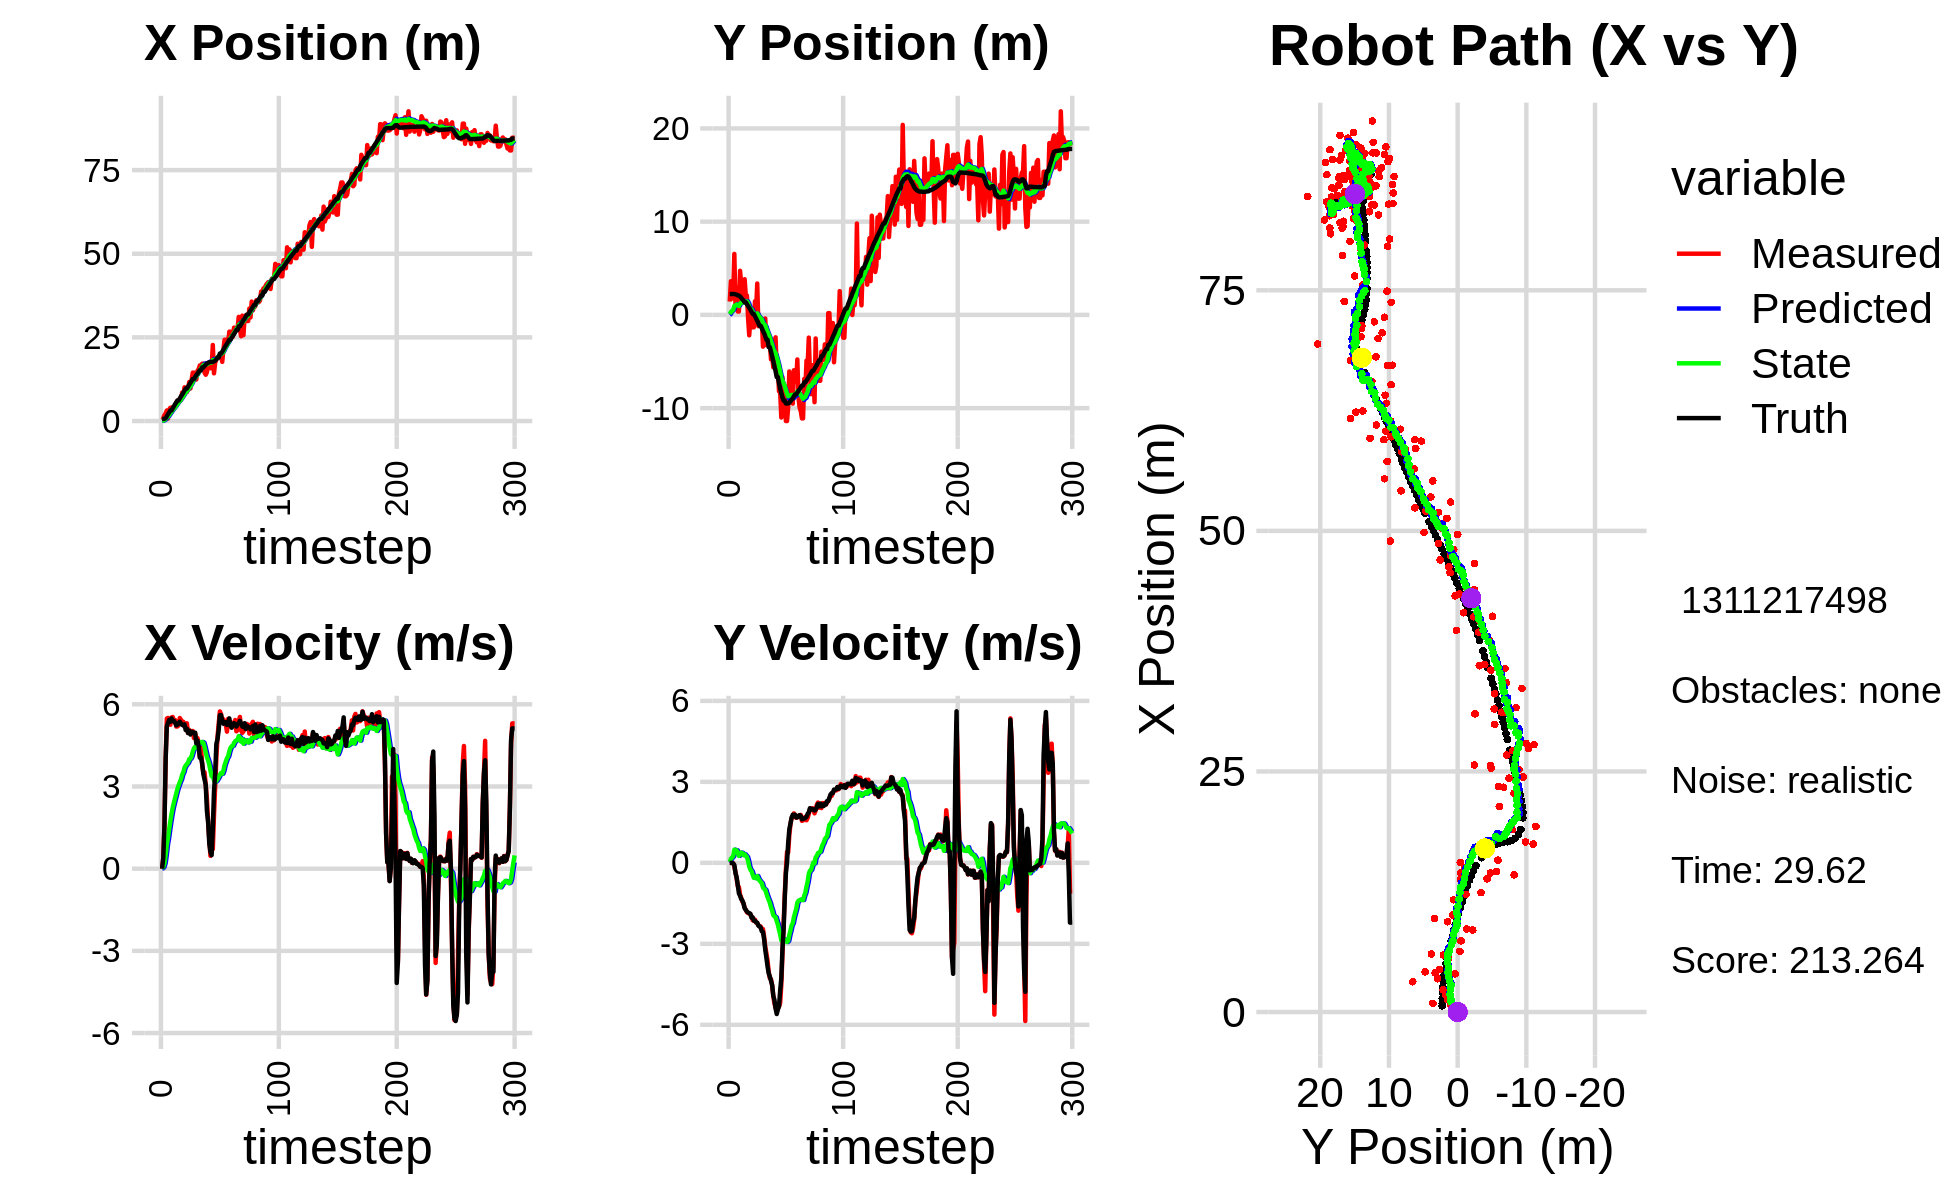 X Position (m)
75
50
25
0
0
100
200
300
timestep
Y Position (m)
20
10
0
-10
0
100
200
300
timestep
X Velocity (m/s)
6
3
0
-3
-6
0
100
200
300
timestep
Y Velocity (m/s)
6
3
0
-3
-6
0
100
200
300
timestep
Robot Path (X vs Y)
X Position (m)
75
50
25
0
20 10 0 -10 -20
Y Position (m)
variable
Measured
Predicted
State
Truth
1311217498
Obstacles: none
Noise: realistic
Time: 29.62
Score: 213.264